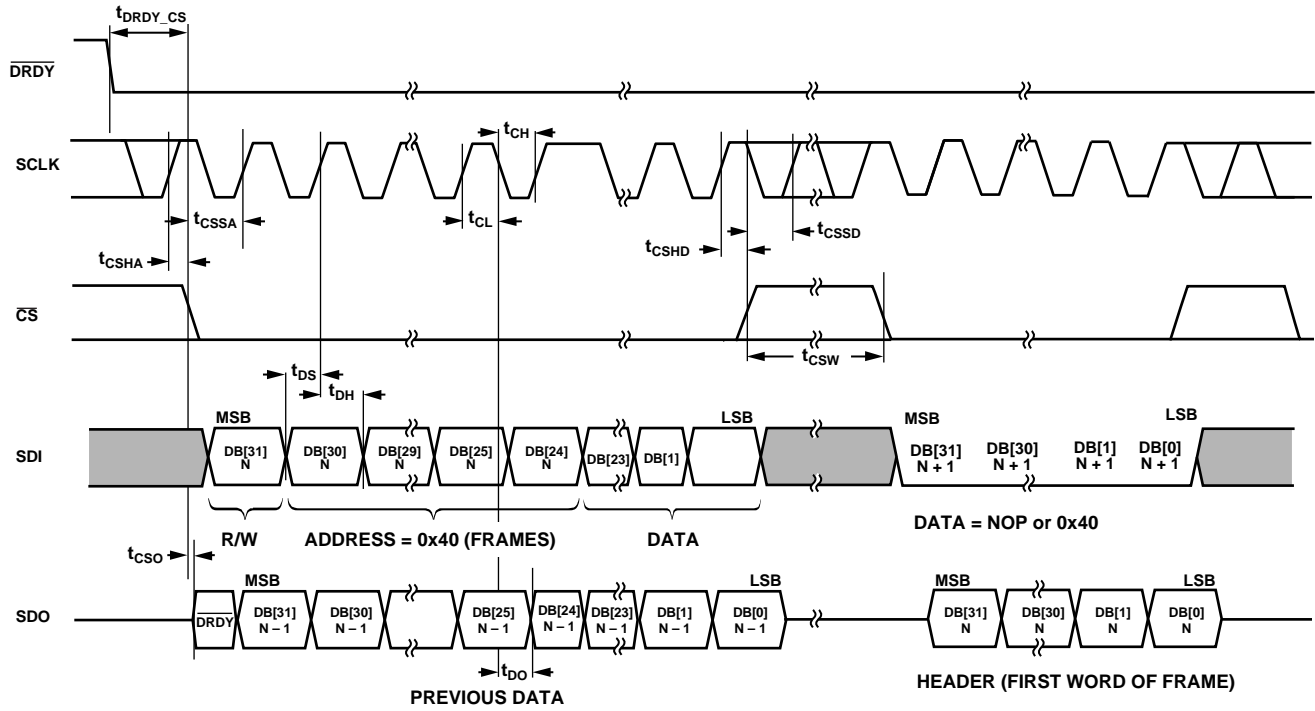 tDRDY_CS
DRDY
SCLK
tCH
tCSSA
tCL
tCSHA
tCSHD
tCSSD
CS
tCSW
tDS
tDH
SDI
MSB
DB[31]
N
DB[30]
N
DB[29]
N
DB[25]
N
DB[24]
N
DB[23]
DB[1]
LSB
MSB
DB[31]
N + 1
DB[30]
N + 1
DB[1]
N + 1
DB[0]
N + 1
LSB
R/W
ADDRESS = 0x40 (FRAMES)
DATA
DATA = NOP or 0x40
tCSO
SDO
DRDY
MSB
DB[31]
N – 1
DB[30]
N – 1
DB[25]
N – 1
DB[24]
N – 1
DB[23]
N – 1
DB[1]
N – 1
DB[0]
N – 1
LSB
MSB
DB[31]
N
DB[30]
N
DB[1]
N
DB[0]
N
LSB
tDO
PREVIOUS DATA
HEADER (FIRST WORD OF FRAME)